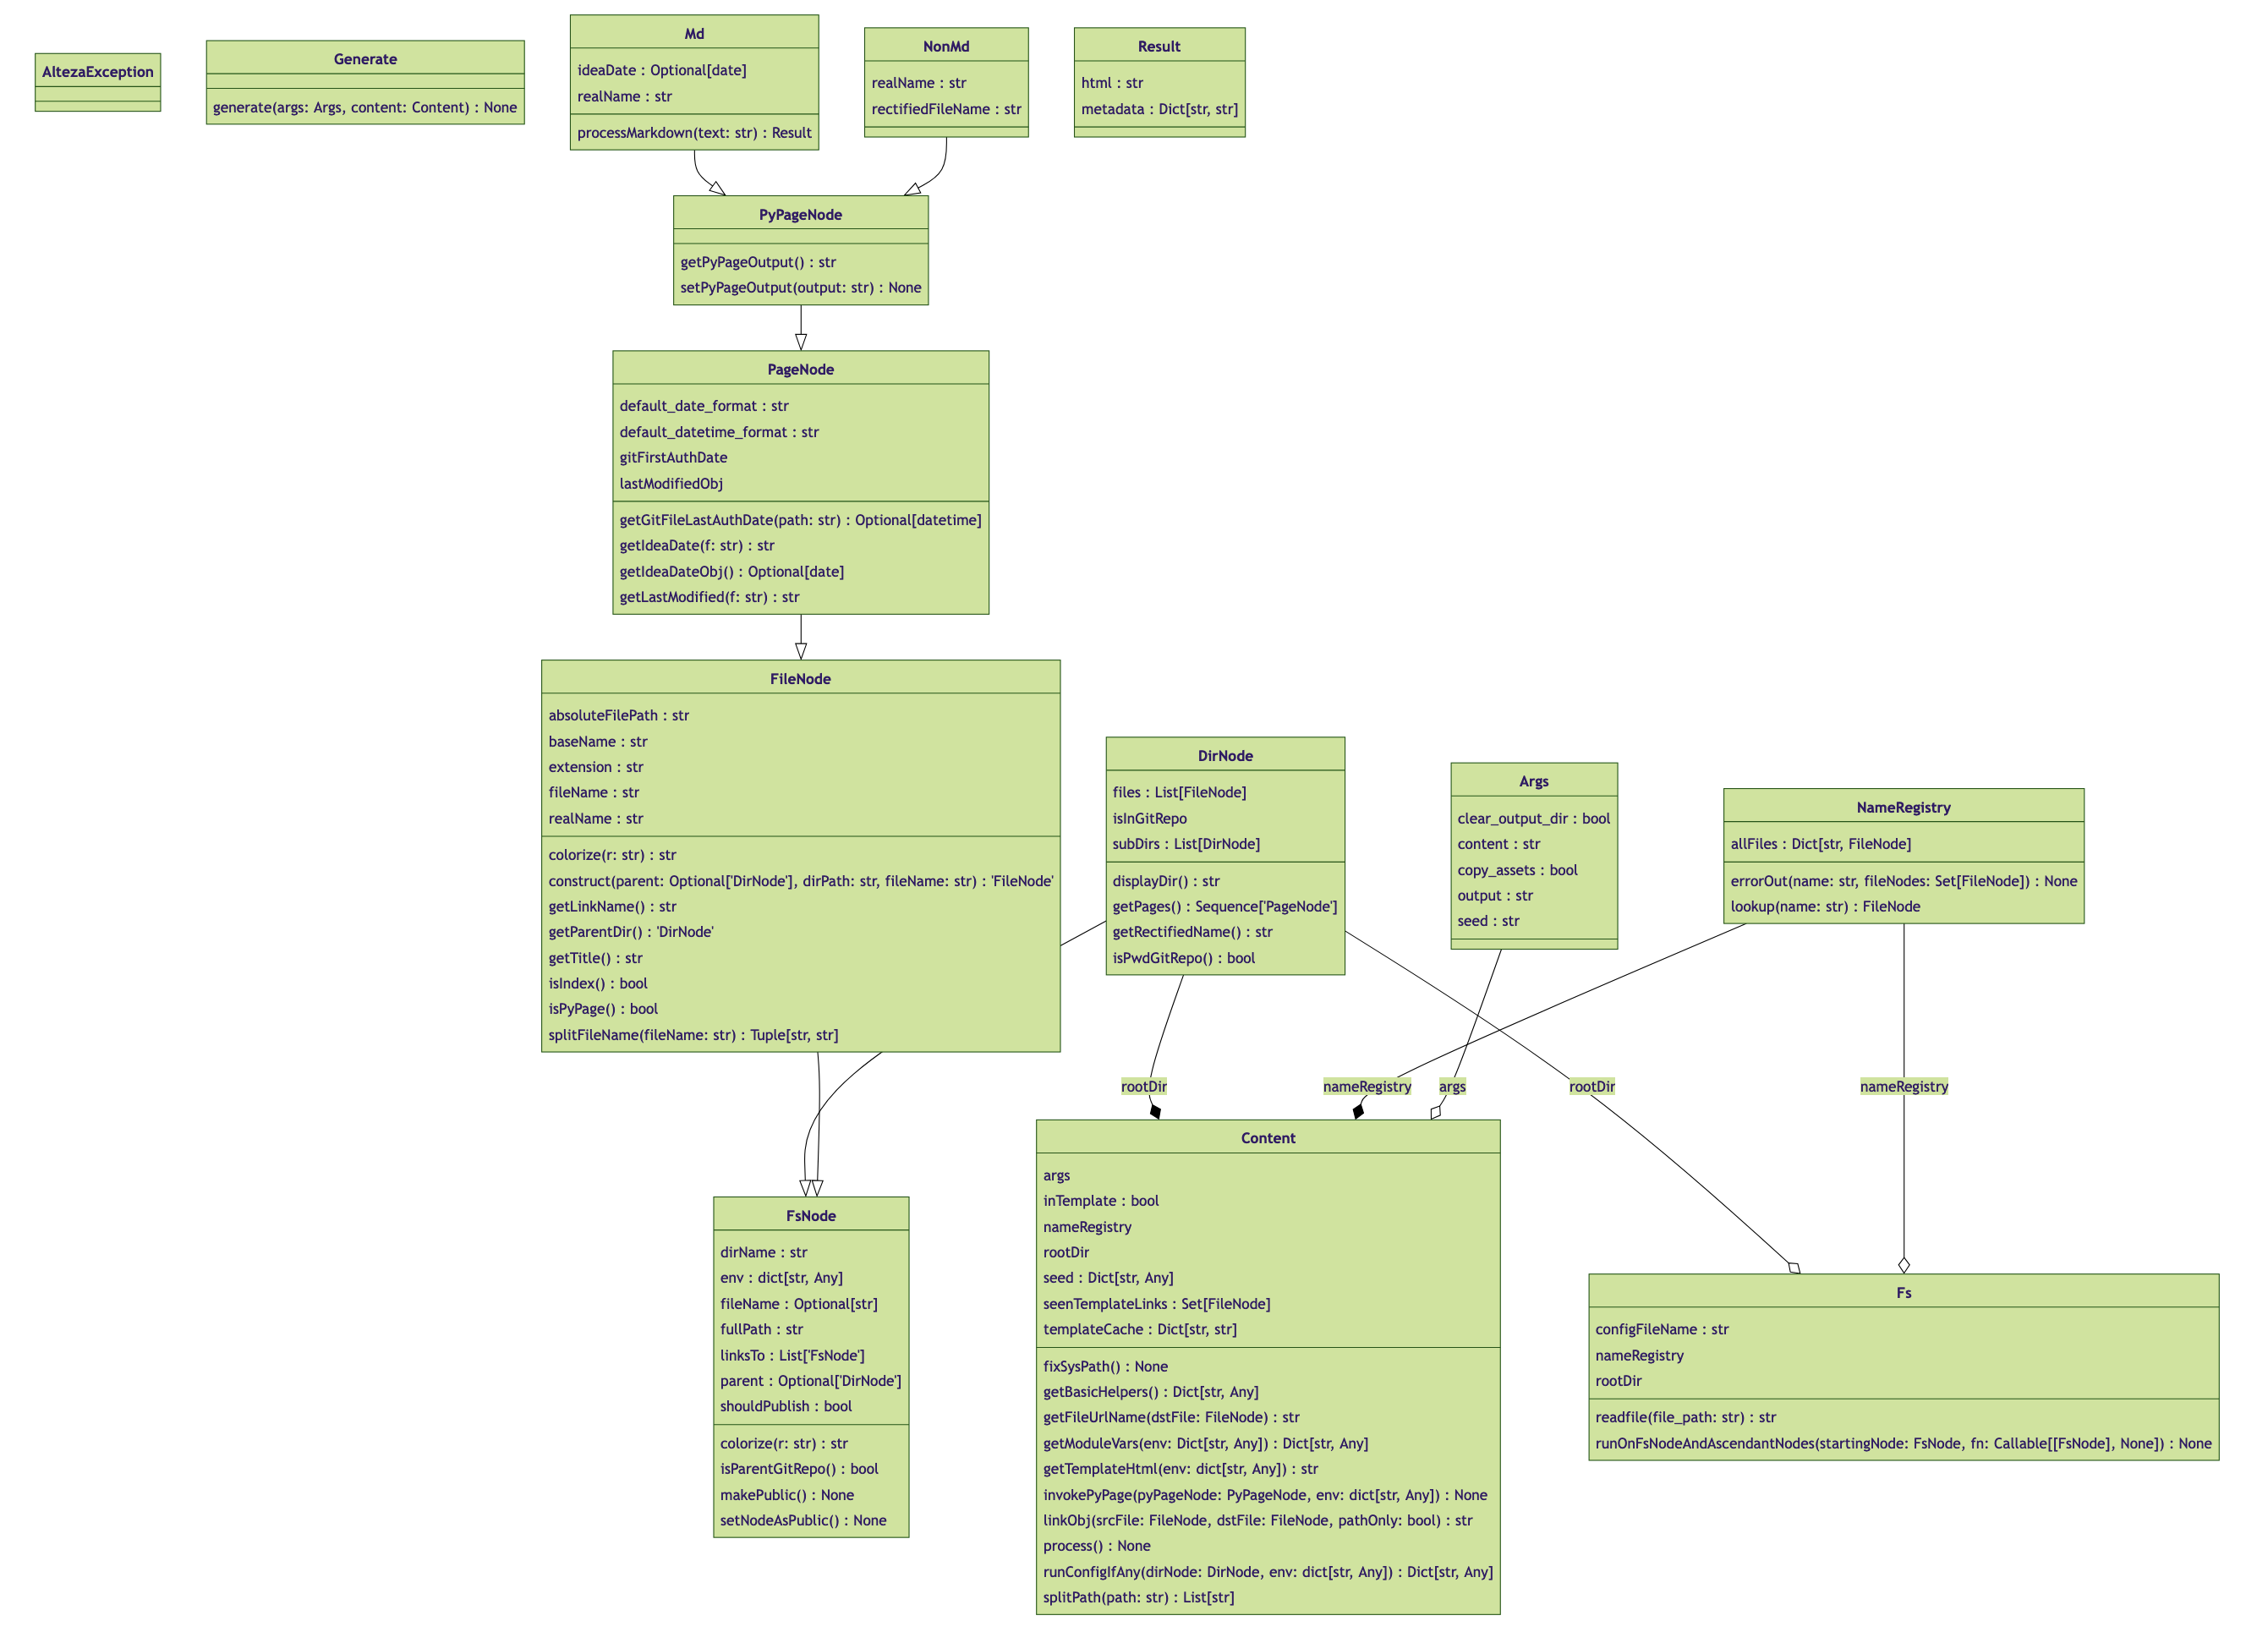 AltezaException
Generate
generate(args: Args, content: Content) : None
Md
ideaDate : Optional[date]
realName : str
processMarkdown(text: str) : Result
NonMd
realName : str
rectifiedFileName : str
Result
html : str
metadata : Dict[str, str]
PyPageNode
getPyPageOutput() : str
setPyPageOutput(output: str) : None
PageNode
default_date_format : str
default_datetime_format : str
gitFirstAuthDate
lastModifiedObj
getGitFileLastAuthDate(path: str) : Optional[datetime]
getIdeaDate(f: str) : str
getIdeaDateObj() : Optional[date]
getLastModified(f: str) : str
FileNode
absoluteFilePath : str
baseName : str
extension : str
fileName : str
realName : str
colorize(r: str) : str
construct(parent: Optional['DirNode'], dirPath: str, fileName: str) : 'FileNode'
getLinkName() : str
getParentDir() : 'DirNode'
getTitle() : str
isIndex() : bool
isPyPage() : bool
splitFileName(fileName: str) : Tuple[str, str]
DirNode
files : List[FileNode]
isInGitRepo
subDirs : List[DirNode]
displayDir() : str
getPages() : Sequence['PageNode']
getRectifiedName() : str
isPwdGitRepo() : bool
Args
clear_output_dir : bool
content : str
copy_assets : bool
output : str
seed : str
NameRegistry
allFiles : Dict[str, FileNode]
errorOut(name: str, fileNodes: Set[FileNode]) : None
lookup(name: str) : FileNode
rootDir
nameRegistry
args
rootDir
nameRegistry
FsNode
dirName : str
env : dict[str, Any]
fileName : Optional[str]
fullPath : str
linksTo : List['FsNode']
parent : Optional['DirNode']
shouldPublish : bool
colorize(r: str) : str
isParentGitRepo() : bool
makePublic() : None
setNodeAsPublic() : None
Content
args
inTemplate : bool
nameRegistry
rootDir
seed : Dict[str, Any]
seenTemplateLinks : Set[FileNode]
templateCache : Dict[str, str]
fixSysPath() : None
getBasicHelpers() : Dict[str, Any]
getFileUrlName(dstFile: FileNode) : str
getModuleVars(env: Dict[str, Any]) : Dict[str, Any]
getTemplateHtml(env: dict[str, Any]) : str
invokePyPage(pyPageNode: PyPageNode, env: dict[str, Any]) : None
linkObj(srcFile: FileNode, dstFile: FileNode, pathOnly: bool) : str
process() : None
runConfigIfAny(dirNode: DirNode, env: dict[str, Any]) : Dict[str, Any]
splitPath(path: str) : List[str]
Fs
configFileName : str
nameRegistry
rootDir
readfile(file_path: str) : str
runOnFsNodeAndAscendantNodes(startingNode: FsNode, fn: Callable[[FsNode], None]) : None